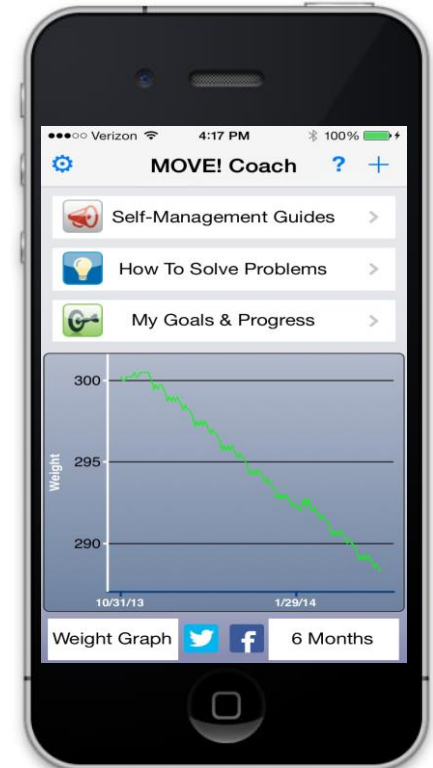 Verizon 4:17 PM 100%
MOVE! Coach ? +
Self-Management Guides >
How To Solve Problems >
My Goals & Progress >
300
295
Weight
290
10/31/13 1/29/14
Weight Graph f 6 Months